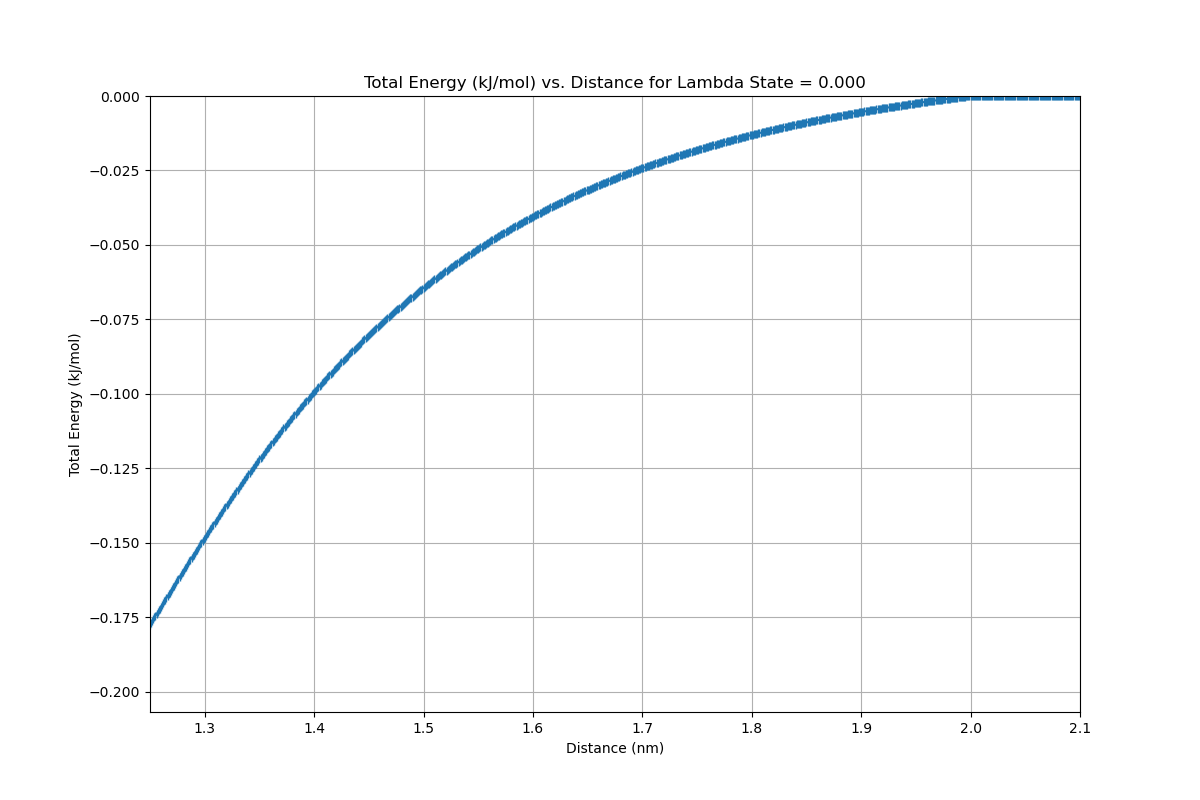 Total Energy (kJ/mol) vs. Distance for Lambda State = 0.000
0.000
−0.025
−0.050
−0.075
−0.100
−0.125
−0.150
−0.175
−0.200
Total Energy (kJ/mol)
1.3 1.4 1.5 1.6 1.7 1.8 1.9 2.0 2.1
Distance (nm)